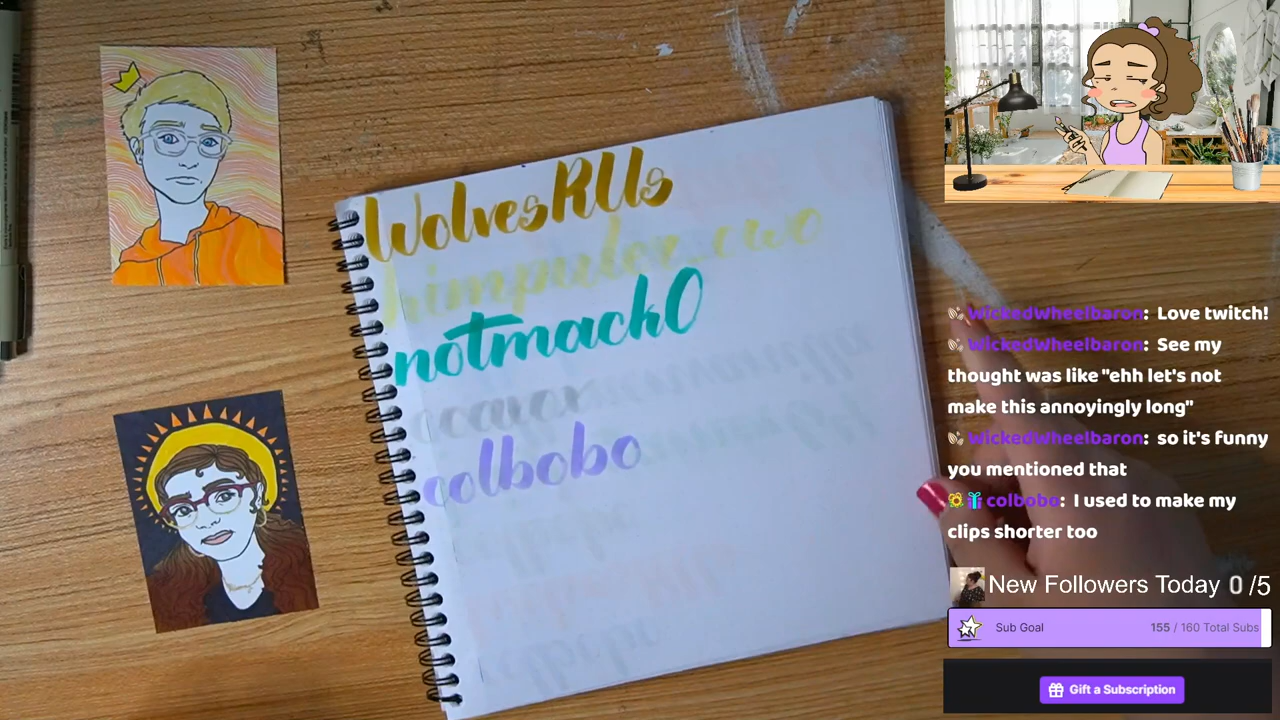 WolvesRUs
notmack0
colbobo
WickedWheelbaron: Love twitch!
WickedWheelbaron: See my
thought was like "ehh let's not
make this annoyingly long"
WickedWheelbaron: so it's funny
you mentioned that
colbobo: I used to make my
clips shorter too
New Followers Today 0 /5
Sub Goal 155 / 160 Total Subs
Gift a Subscription